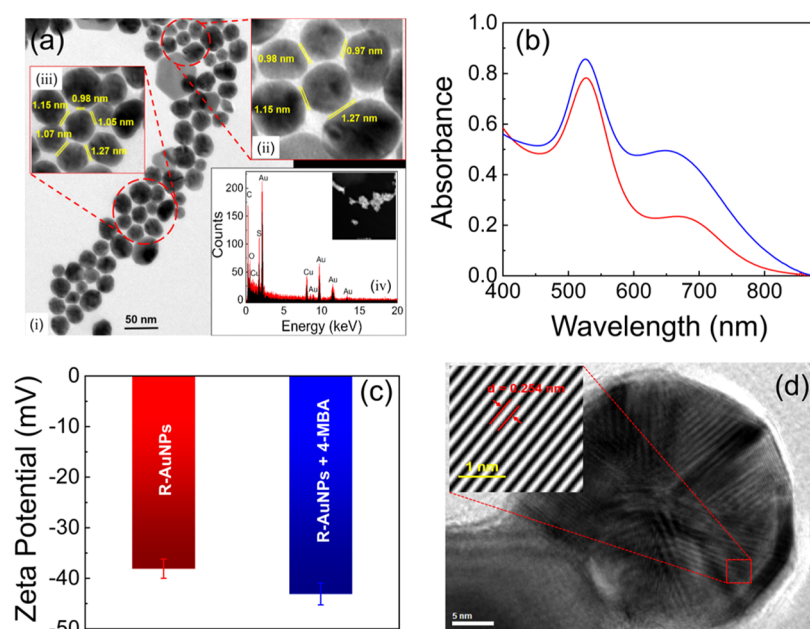 (a)
(iii)
1.15 nm
0.98 nm
1.05 nm
1.07 nm
1.27 nm
0.98 nm
0.97 nm
1.15 nm
1.27 nm
(ii)
(i)
50 nm
Counts
200
150
100
50
0
C
O
Cu
S
Au
Cu
Au
Au
Au
Au
(iv)
0
5
10
15
20
Energy (keV)
(b)
Absorbance
1.0
0.8
0.6
0.4
0.2
0.0
400
500
600
700
800
Wavelength (nm)
(c)
Zeta Potential (mV)
0
-10
-20
-30
-40
-50
R-AuNPs
R-AuNPs + 4-MBA
(d)
d = 0.254 nm
1 nm
5 nm